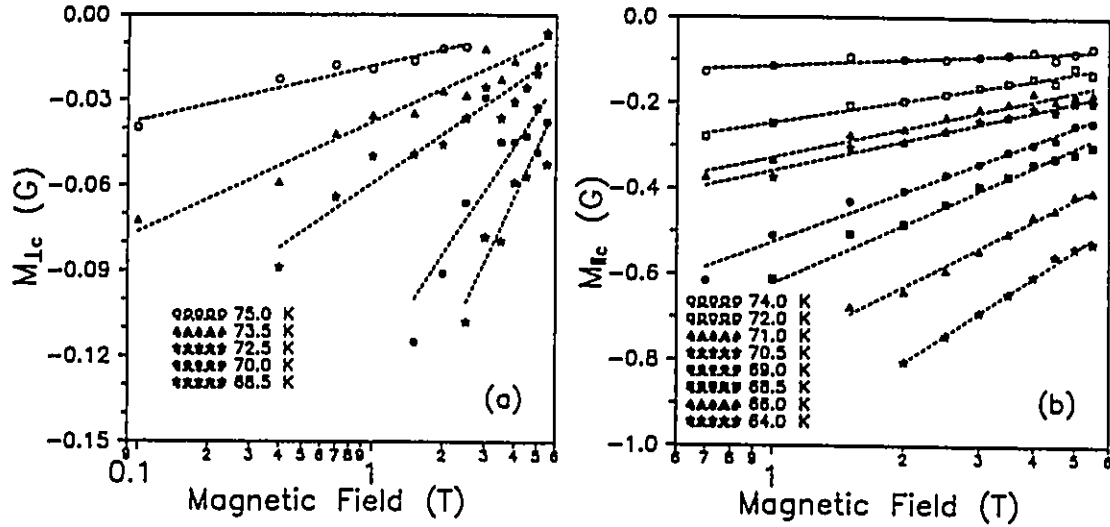 0.00
-0.03
-0.06
-0.09
-0.12
-0.15
M⊥c (G)
75.0 K
73.5 K
72.5 K
70.0 K
68.5 K
(a)
0.1 2 3 4 5 6 7 8 9 1 2 3 4 5 6
Magnetic Field (T)
-0.0
-0.2
-0.4
-0.6
-0.8
-1.0
M∥c (G)
74.0 K
72.0 K
71.0 K
70.5 K
69.0 K
68.5 K
66.0 K
64.0 K
(b)
6 7 8 9 1 2 3 4 5 6
Magnetic Field (T)